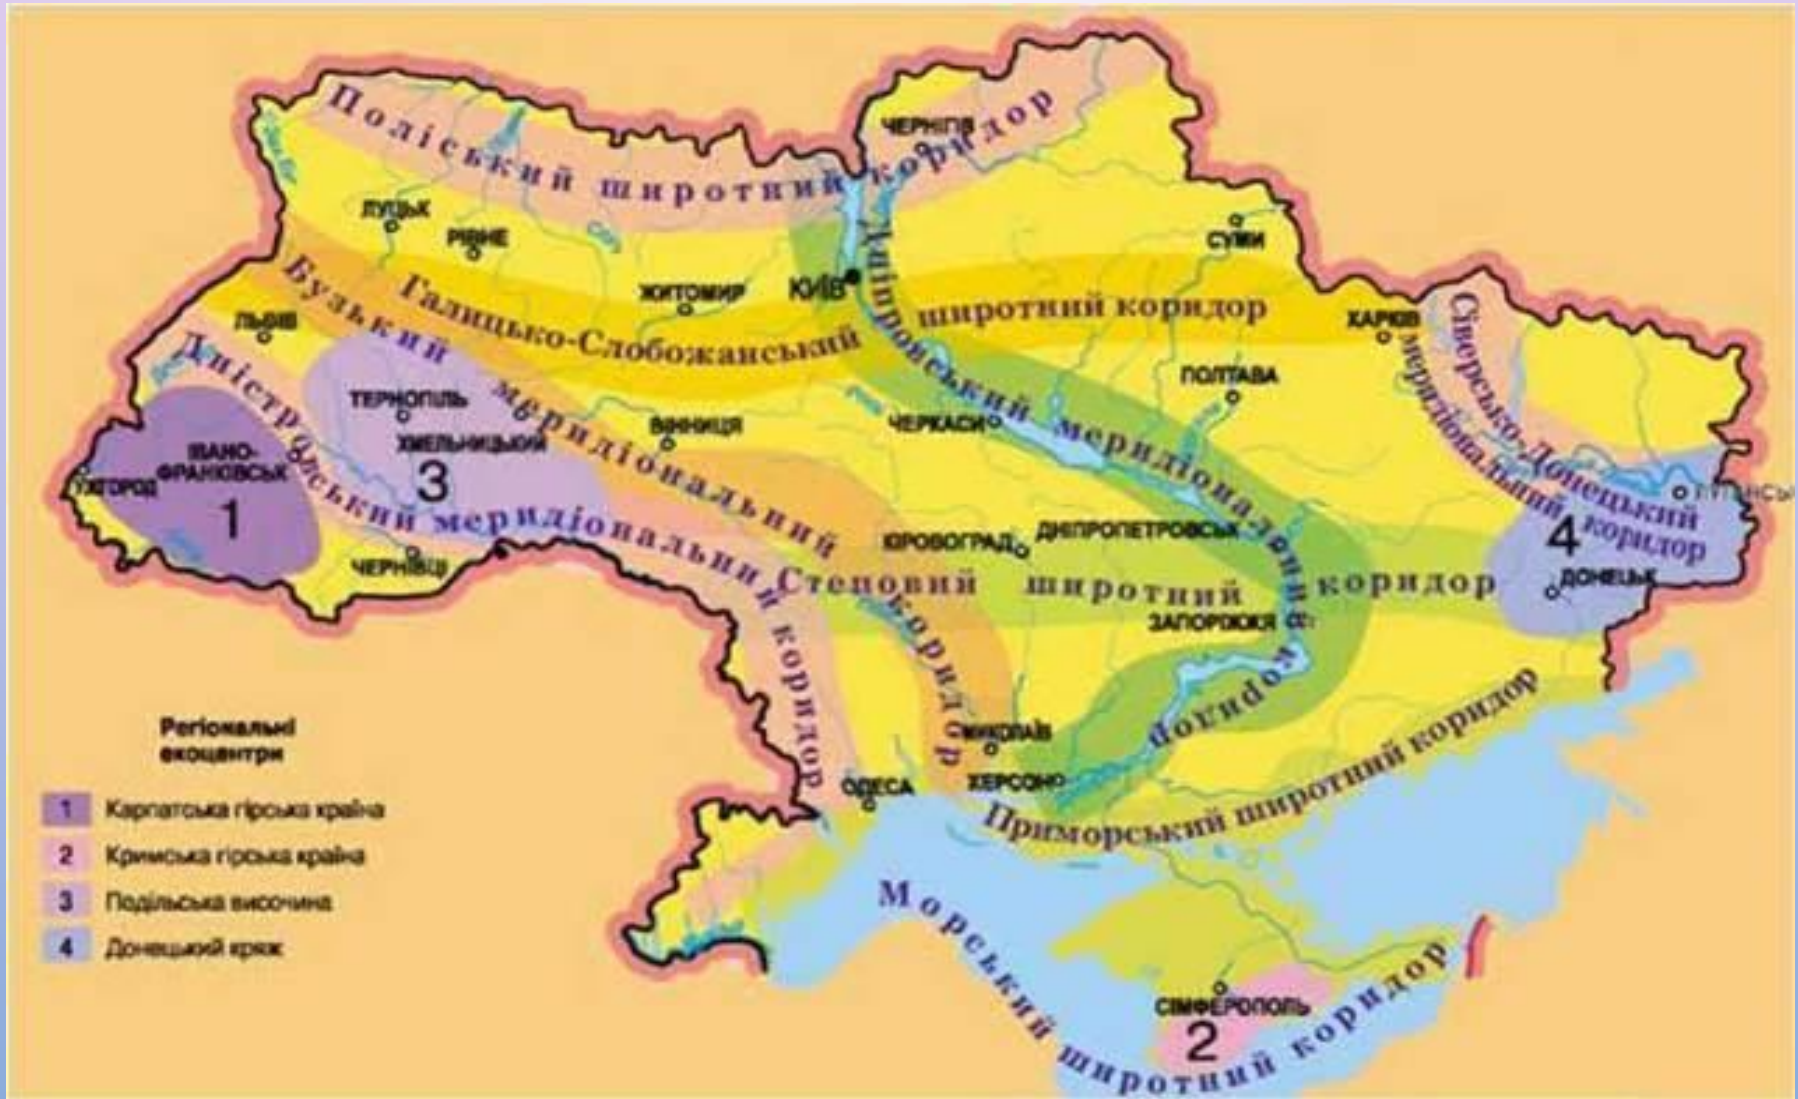 Поліський широтний коридор
ЧЕРНІГІВ
ЛУЦЬК
РІВНЕ
СУМИ
ЖИТОМИР
КИЇВ
Галицько-Слобожанський широтний коридор
ХАРКІВ
ЛЬВІВ
Бузький меридіональний коридор
Дніпровський меридіональний коридор
Сіверсько-Донецький меридіональний коридор
Дністровський меридіональний коридор
ТЕРНОПІЛЬ
ХМЕЛЬНИЦЬКИЙ
3
ВІННИЦЯ
ЧЕРКАСИ
ПОЛТАВА
ІВАНО-
ФРАНКІВСЬК
УЖГОРОД
1
ЧЕРНІВЦІ
КІРОВОГРАД
ДНІПРОПЕТРОВСЬК
4
ДОНЕЦЬК
Степовий широтний коридор
ЗАПОРІЖЖЯ
МИКОЛАЇВ
ХЕРСОН
ОДЕСА
Приморський широтний коридор
Морський широтний коридор
СІМФЕРОПОЛЬ
2
Регіональні
екоцентри
1 Карпатська гірська країна
2 Кримська гірська країна
3 Подільська височина
4 Донецький кряж